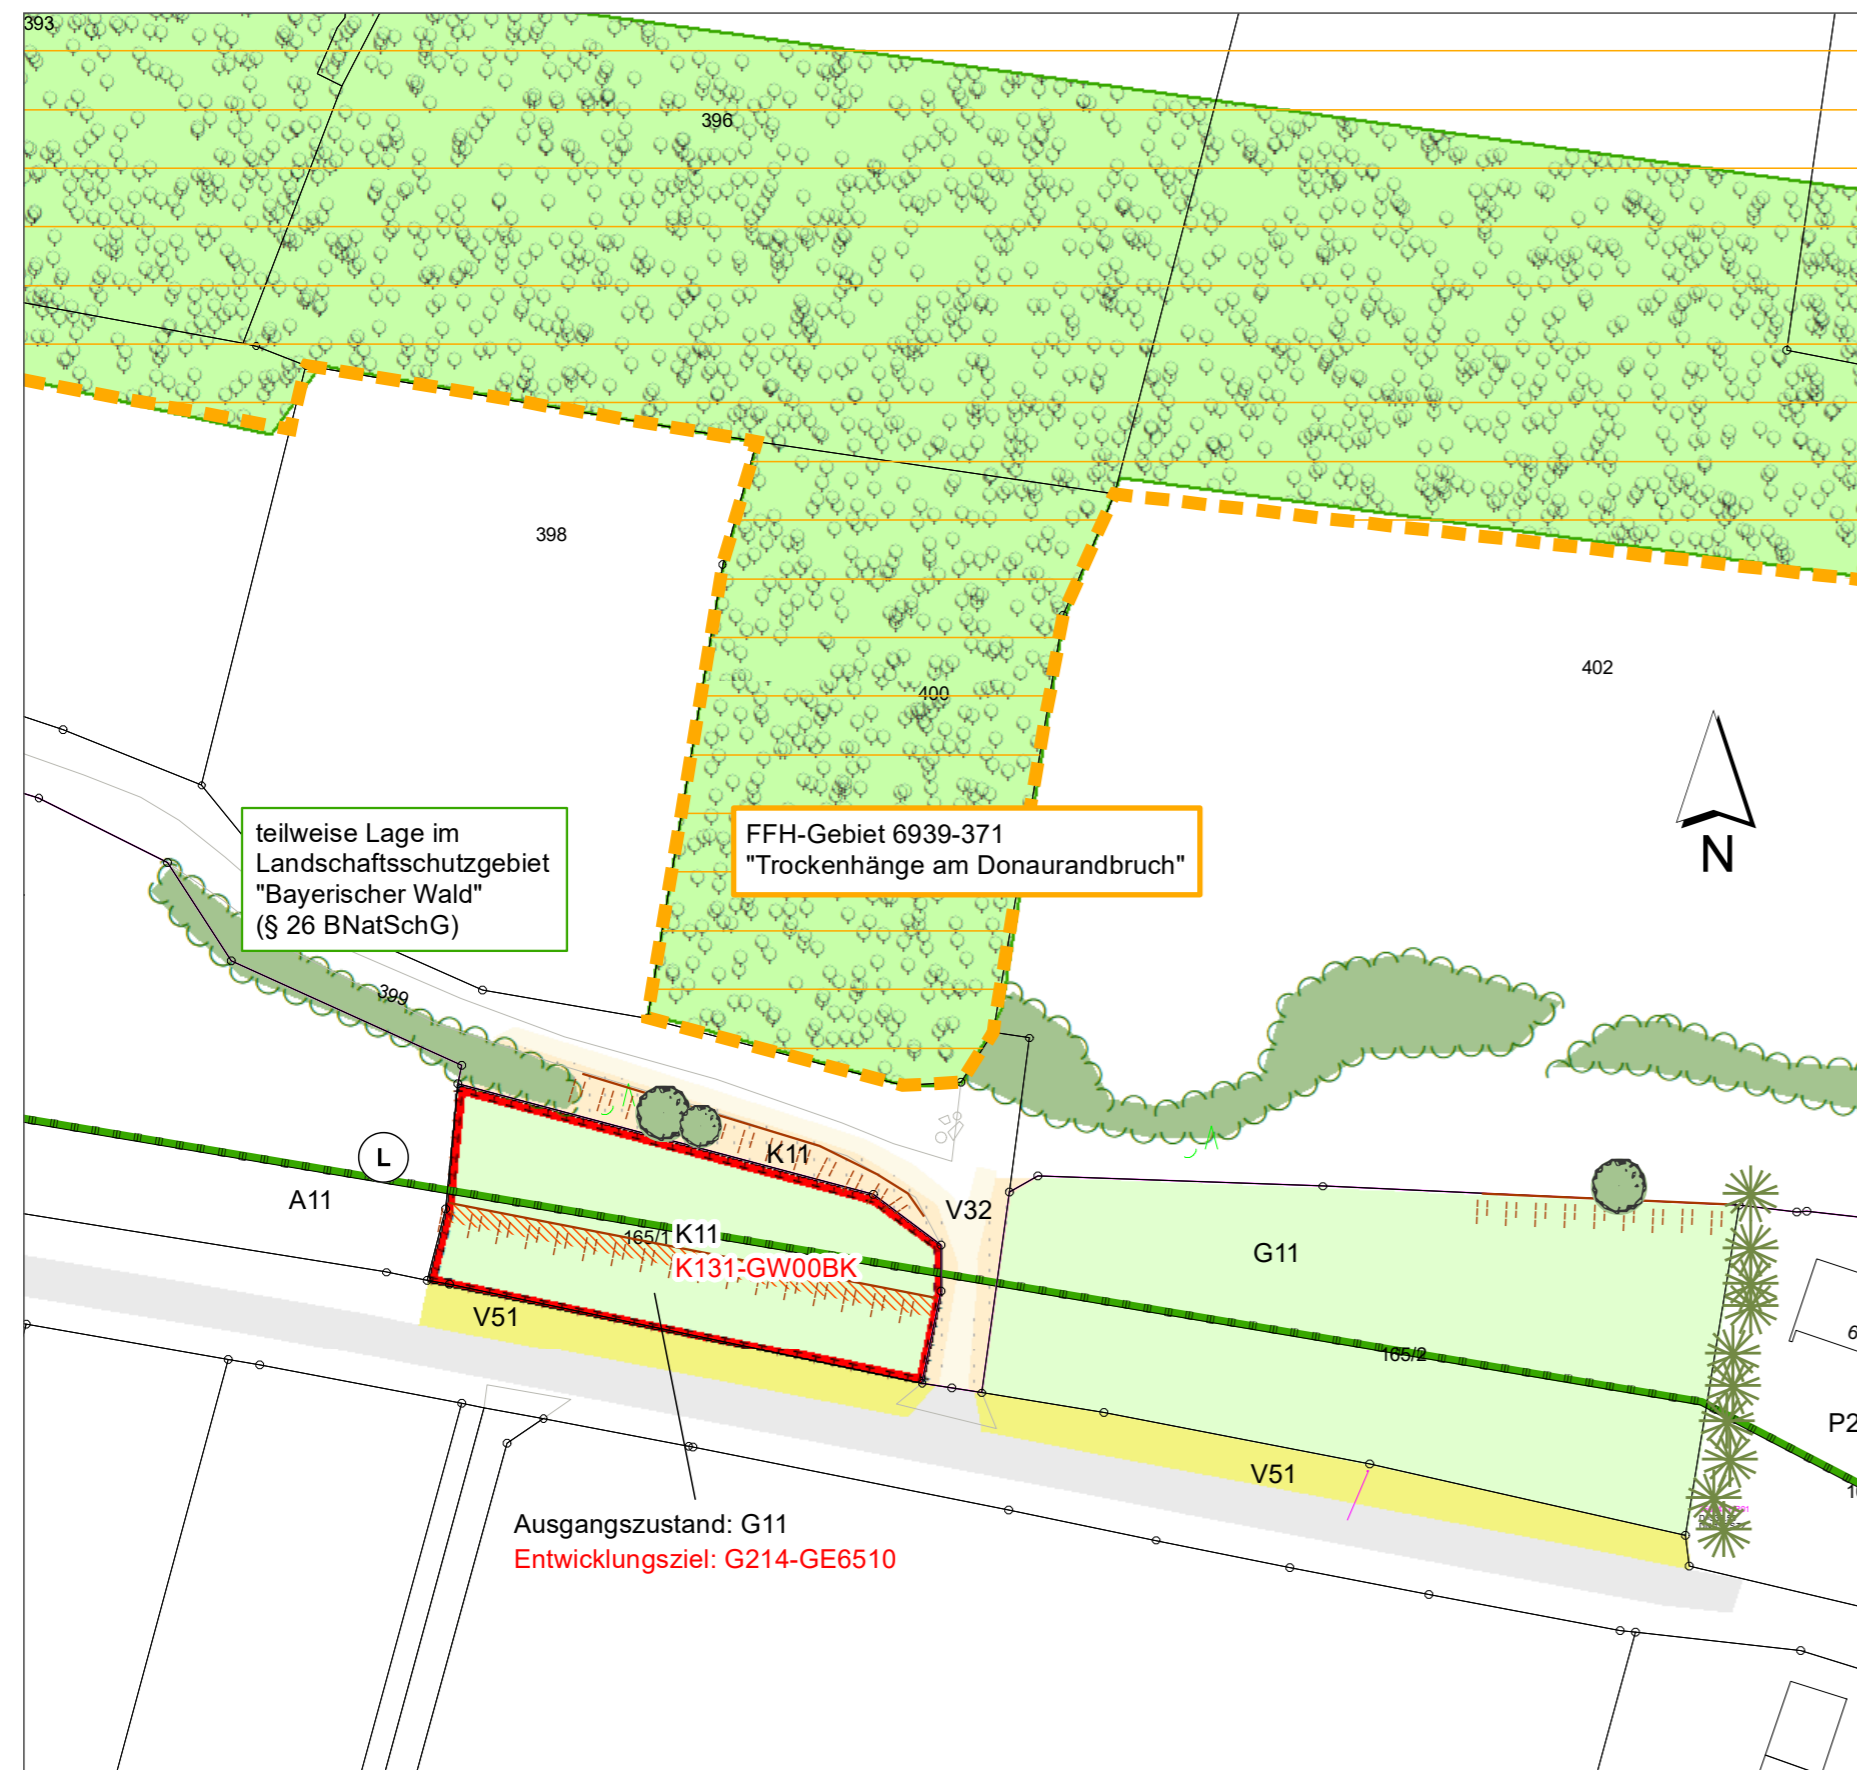 393
396
398
400
402
teilweise Lage im
Landschaftsschutzgebiet
"Bayerischer Wald"
(§ 26 BNatSchG)
FFH-Gebiet 6939-371
"Trockenhänge am Donaurandbruch"
N
399
L
A11
K11
V32
165/1
K11
K131-GW00BK
G11
165/2
V51
V51
P2
Ausgangszustand: G11
Entwicklungsziel: G214-GE6510